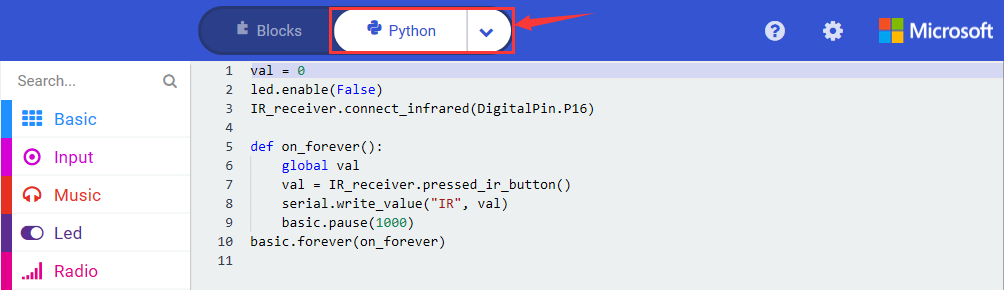 Blocks
Python
Microsoft
Search...
Basic
Input
Music
Led
Radio
1 val = 0
2 led.enable(False)
3 IR_receiver.connect_infrared(DigitalPin.P16)
4
5 def on_forever():
6     global val
7     val = IR_receiver.pressed_ir_button()
8     serial.write_value("IR", val)
9     basic.pause(1000)
10 basic.forever(on_forever)
11